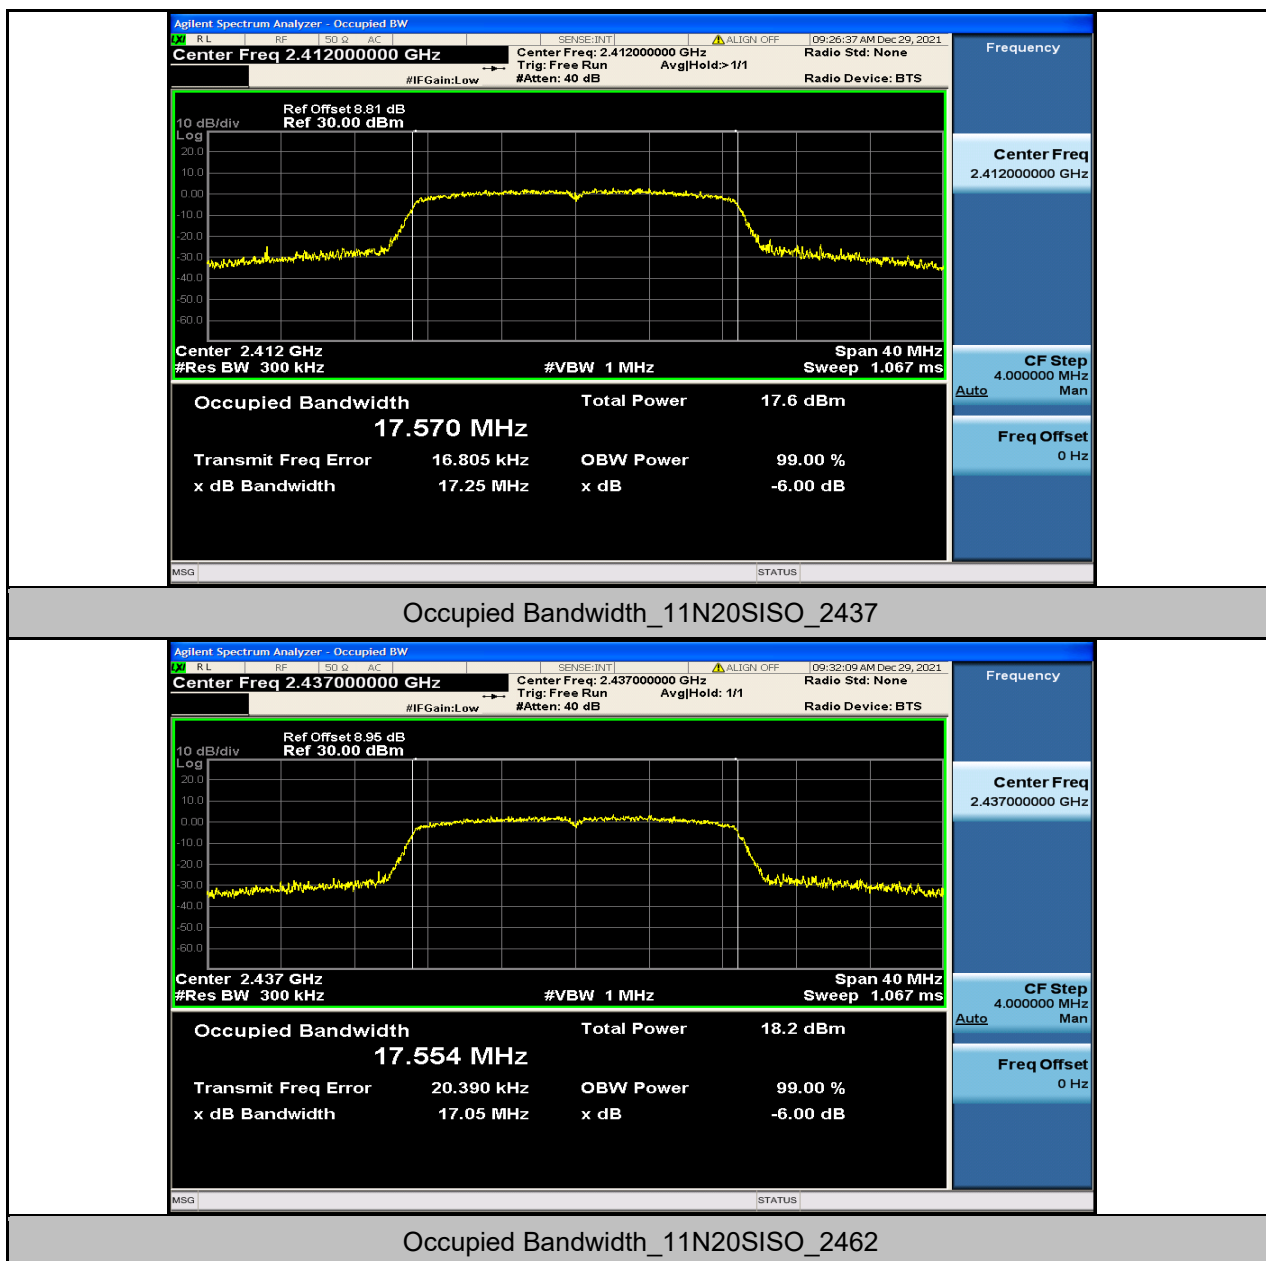 Agilent Spectrum Analyzer - Occupied BW
LXI RL RF 50 Ω AC SENSE:INT ALIGN OFF 09:26:37 AM Dec 29, 2021
Center Freq 2.412000000 GHz
Center Freq: 2.412000000 GHz Radio Std: None
Trig: Free Run Avg|Hold:>1/1
#IFGain:Low #Atten: 40 dB Radio Device: BTS
Ref Offset 8.81 dB
10 dB/div Ref 30.00 dBm
Log
20.0
10.0
0.00
-10.0
-20.0
-30.0
-40.0
-50.0
-60.0
Center 2.412 GHz Span 40 MHz
#Res BW 300 kHz #VBW 1 MHz Sweep 1.067 ms
Occupied Bandwidth Total Power 17.6 dBm
17.570 MHz
Transmit Freq Error 16.805 kHz OBW Power 99.00 %
x dB Bandwidth 17.25 MHz x dB -6.00 dB
MSG STATUS
Frequency
Center Freq
2.412000000 GHz
CF Step
4.000000 MHz
Auto Man
Freq Offset
0 Hz
Occupied Bandwidth_11N20SISO_2437
Agilent Spectrum Analyzer - Occupied BW
LXI RL RF 50 Ω AC SENSE:INT ALIGN OFF 09:32:09 AM Dec 29, 2021
Center Freq 2.437000000 GHz
Center Freq: 2.437000000 GHz Radio Std: None
Trig: Free Run Avg|Hold: 1/1
#IFGain:Low #Atten: 40 dB Radio Device: BTS
Ref Offset 8.95 dB
10 dB/div Ref 30.00 dBm
Log
20.0
10.0
0.00
-10.0
-20.0
-30.0
-40.0
-50.0
-60.0
Center 2.437 GHz Span 40 MHz
#Res BW 300 kHz #VBW 1 MHz Sweep 1.067 ms
Occupied Bandwidth Total Power 18.2 dBm
17.554 MHz
Transmit Freq Error 20.390 kHz OBW Power 99.00 %
x dB Bandwidth 17.05 MHz x dB -6.00 dB
MSG STATUS
Frequency
Center Freq
2.437000000 GHz
CF Step
4.000000 MHz
Auto Man
Freq Offset
0 Hz
Occupied Bandwidth_11N20SISO_2462